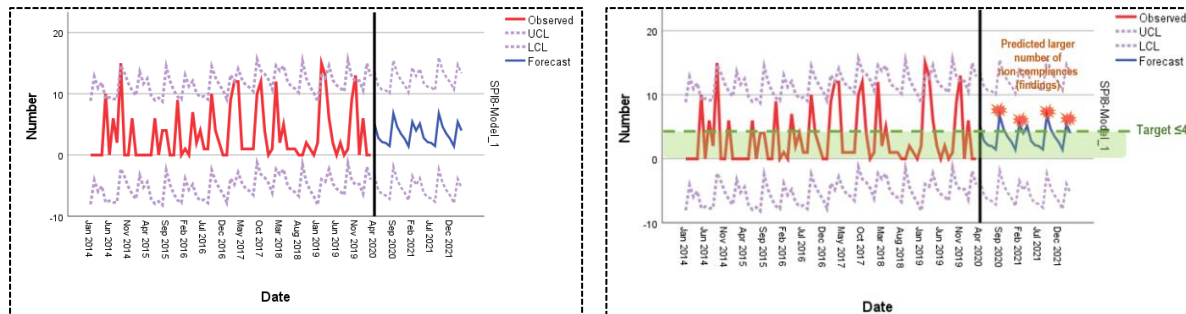 20
10
0
-10
Number
Jan 2014
Jun 2014
Nov 2014
Apr 2015
Sep 2015
Feb 2016
Jul 2016
Dec 2016
May 2017
Oct 2017
Mar 2018
Aug 2018
Jan 2019
Jun 2019
Nov 2019
Apr 2020
Sep 2020
Feb 2021
Jul 2021
Dec 2021
Date
Observed
UCL
LCL
Forecast
SPI8-Model_1
20
10
0
-10
Number
Jan 2014
Jun 2014
Nov 2014
Apr 2015
Sep 2015
Feb 2016
Jul 2016
Dec 2016
May 2017
Oct 2017
Mar 2018
Aug 2018
Jan 2019
Jun 2019
Nov 2019
Apr 2020
Sep 2020
Feb 2021
Jul 2021
Dec 2021
Date
Predicted larger
number of
non compliances
(findings)
Observed
UCL
LCL
Forecast
SPI8-Model_1
Target ≤4